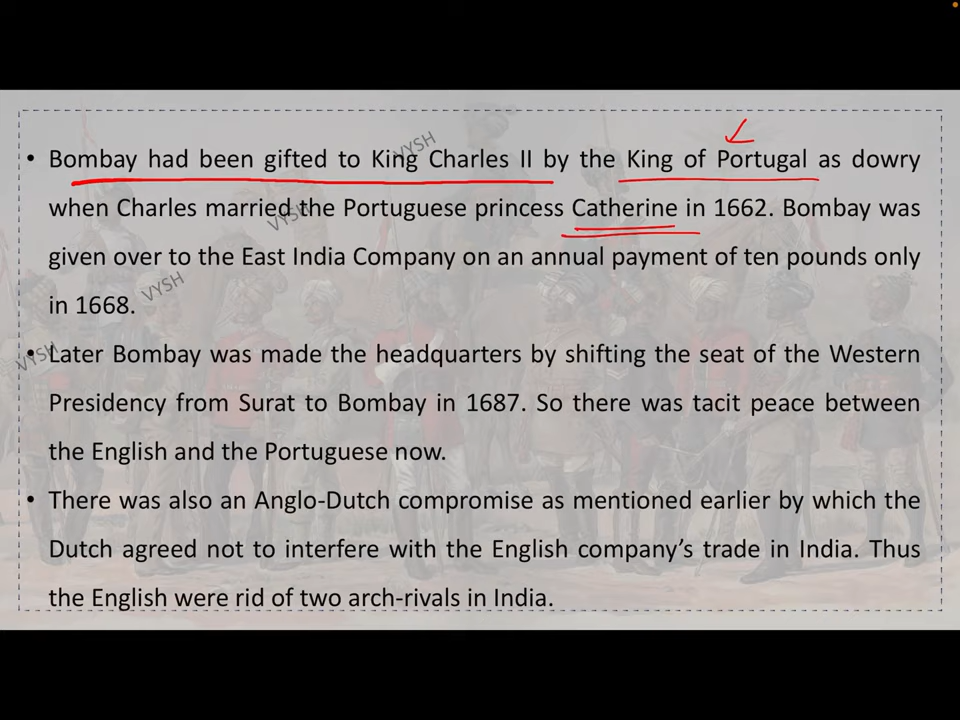 • Bombay had been gifted to King Charles II by the King of Portugal as dowry
when Charles married the Portuguese princess Catherine in 1662. Bombay was
given over to the East India Company on an annual payment of ten pounds only
in 1668.
• Later Bombay was made the headquarters by shifting the seat of the Western
Presidency from Surat to Bombay in 1687. So there was tacit peace between
the English and the Portuguese now.
• There was also an Anglo-Dutch compromise as mentioned earlier by which the
Dutch agreed not to interfere with the English company’s trade in India. Thus
the English were rid of two arch-rivals in India.
VYSH
VYSH
VYSH
VYSH